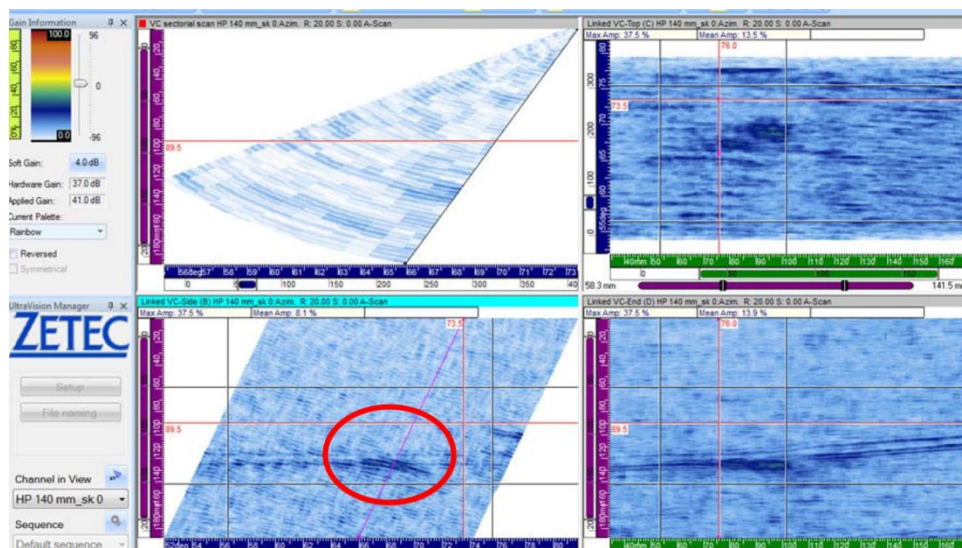 Gain Information
100.0
96
0
-96
0%
0.0
Soft Gain: 4.0 dB
Hardware Gain: 37.0 dB
Applied Gain: 41.0 dB
Current Palette:
Rainbow
Reversed
Symmetrical
UltraVision Manager
ZETEC
Setup
File naming
Channel in View
HP 140 mm_sk 0
Sequence
Default sequence
VC sectorial scan HP 140 mm_sk 0:Azim. R: 20.00 S: 0.00 A-Scan
89.5
Linked VC-Top (C) HP 140 mm_sk 0:Azim. R: 20.00 S: 0.00 A-Scan
Max Amp: 37.5 % Mean Amp: 13.5 %
76.0
73.5
58.3 mm
141.5 m
Linked VC-Side (B) HP 140 mm_sk 0:Azim. R: 20.00 S: 0.00 A-Scan
Max Amp: 37.5 % Mean Amp: 8.1 %
73.5
89.5
Linked VC-End (D) HP 140 mm_sk 0:Azim. R: 20.00 S: 0.00 A-Scan
Max Amp: 37.5 % Mean Amp: 13.9 %
76.0
89.5